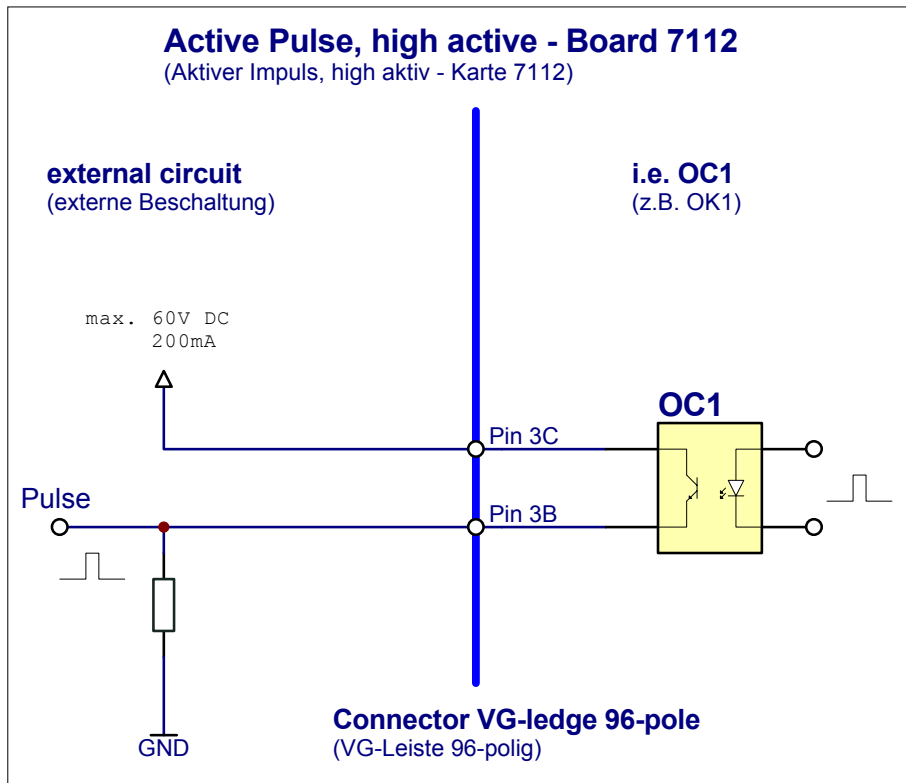 Active Pulse, high active - Board 7112
(Aktiver Impuls, high aktiv - Karte 7112)
external circuit
(externe Beschaltung)
i.e. OC1
(z.B. OK1)
max. 60V DC
200mA
OC1
Pin 3C
Pulse
Pin 3B
GND
Connector VG-ledge 96-pole
(VG-Leiste 96-polig)